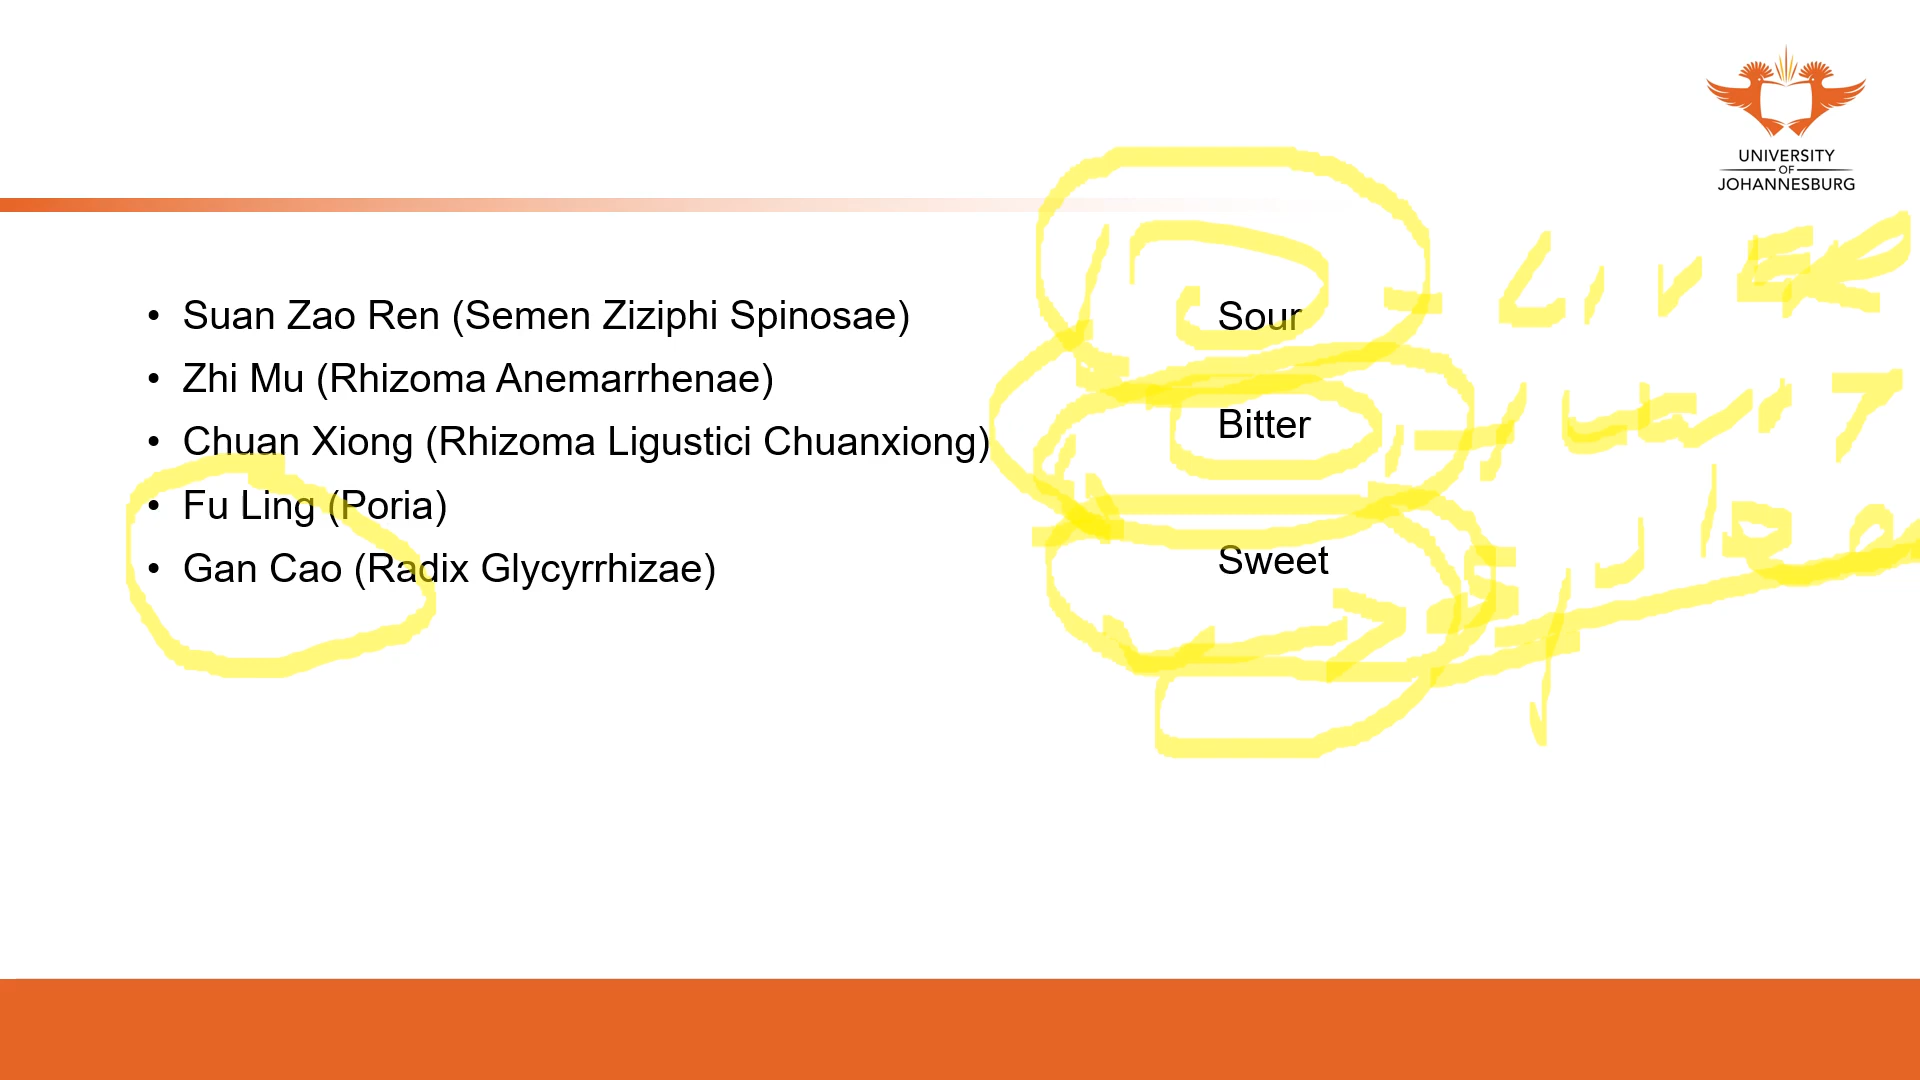 UNIVERSITY
OF
JOHANNESBURG
• Suan Zao Ren (Semen Ziziphi Spinosae)
• Zhi Mu (Rhizoma Anemarrhenae)
• Chuan Xiong (Rhizoma Ligustici Chuanxiong)
• Fu Ling (Poria)
• Gan Cao (Radix Glycyrrhizae)
Sour - LIVER
Bitter
Sweet